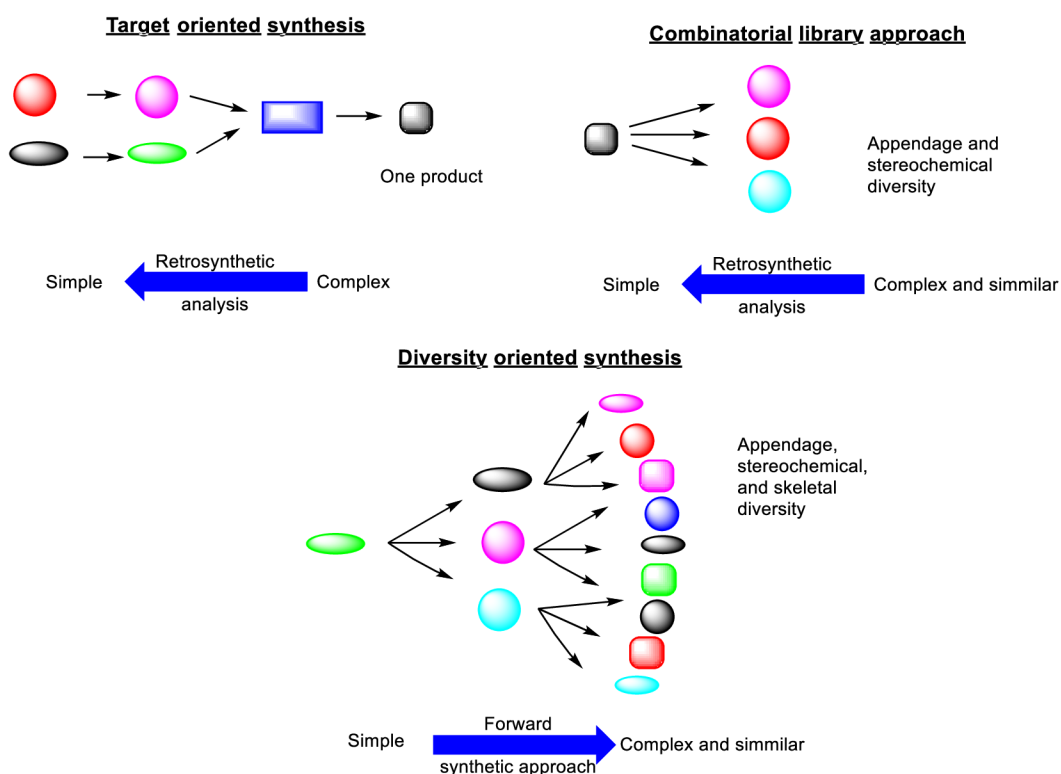 Target oriented synthesis
One product
Simple
Retrosynthetic
analysis
Complex
Combinatorial library approach
Appendage and
stereochemical
diversity
Simple
Retrosynthetic
analysis
Complex and simmilar
Diversity oriented synthesis
Appendage,
stereochemical,
and skeletal
diversity
Simple
Forward
synthetic approach
Complex and simmilar